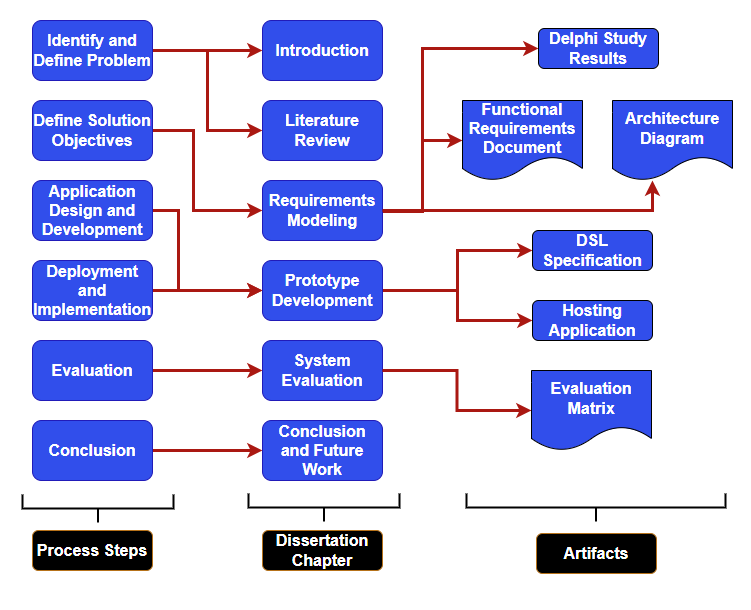 Identify and
Define Problem
Introduction
Delphi Study
Results
Define Solution
Objectives
Literature
Review
Functional
Requirements
Document
Architecture
Diagram
Application
Design and
Development
Requirements
Modeling
DSL
Specification
Deployment
and
Implementation
Prototype
Development
Hosting
Application
Evaluation
System
Evaluation
Evaluation
Matrix
Conclusion
Conclusion
and Future
Work
Process Steps
Dissertation
Chapter
Artifacts